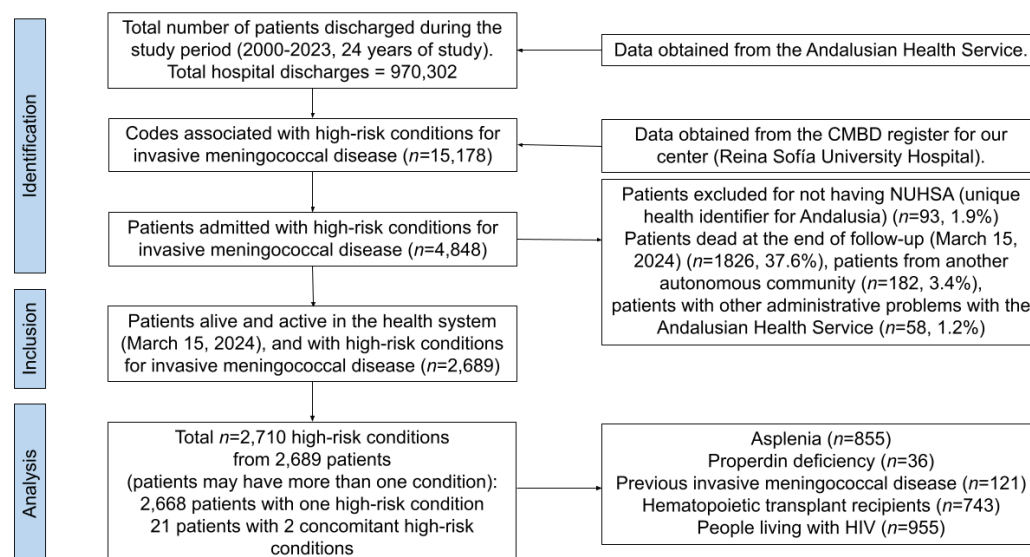 Identification
Total number of patients discharged during the
study period (2000-2023, 24 years of study).
Total hospital discharges = 970,302
Data obtained from the Andalusian Health Service.
Codes associated with high-risk conditions for
invasive meningococcal disease (n=15,178)
Data obtained from the CMBD register for our
center (Reina Sofía University Hospital).
Patients admitted with high-risk conditions for
invasive meningococcal disease (n=4,848)
Patients excluded for not having NUHSA (unique
health identifier for Andalusia) (n=93, 1.9%)
Patients dead at the end of follow-up (March 15,
2024) (n=1826, 37.6%), patients from another
autonomous community (n=182, 3.4%),
patients with other administrative problems with the
Andalusian Health Service (n=58, 1.2%)
Inclusion
Patients alive and active in the health system
(March 15, 2024), and with high-risk conditions
for invasive meningococcal disease (n=2,689)
Analysis
Total n=2,710 high-risk conditions
from 2,689 patients
(patients may have more than one condition):
2,668 patients with one high-risk condition
21 patients with 2 concomitant high-risk
conditions
Asplenia (n=855)
Properdin deficiency (n=36)
Previous invasive meningococcal disease (n=121)
Hematopoietic transplant recipients (n=743)
People living with HIV (n=955)